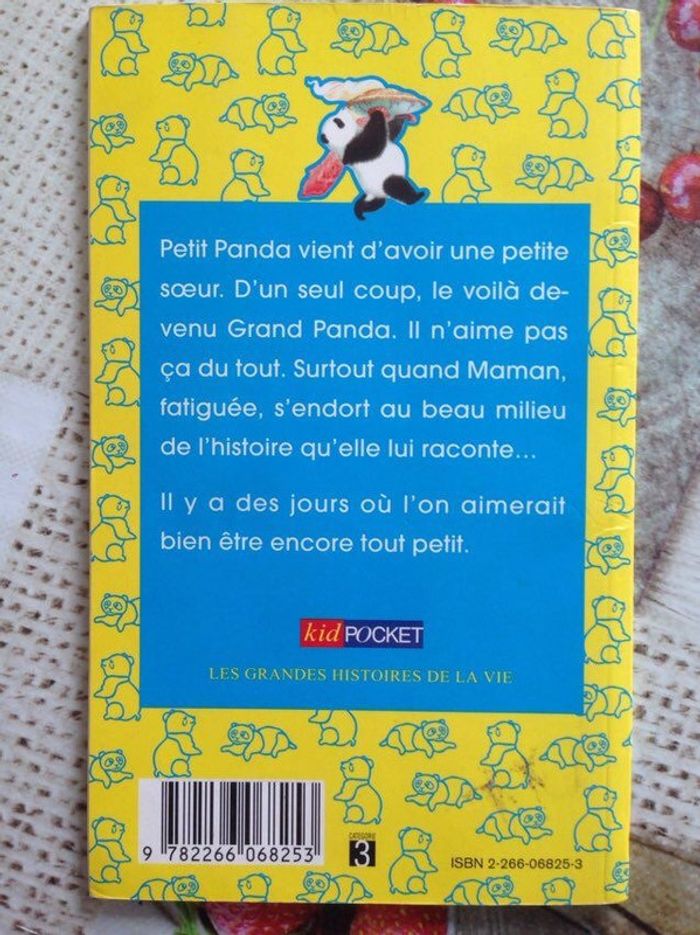 Petit Panda vient d'avoir une petite
sœur. D'un seul coup, le voilà de-
venu Grand Panda. Il n'aime pas
ça du tout. Surtout quand Maman,
fatiguée, s'endort au beau milieu
de l'histoire qu'elle lui raconte...
Il y a des jours où l'on aimerait
bien être encore tout petit.
kid POCKET
LES GRANDES HISTOIRES DE LA VIE
CATEGORIE
3
9 782266 068253
ISBN 2-266-06825-3